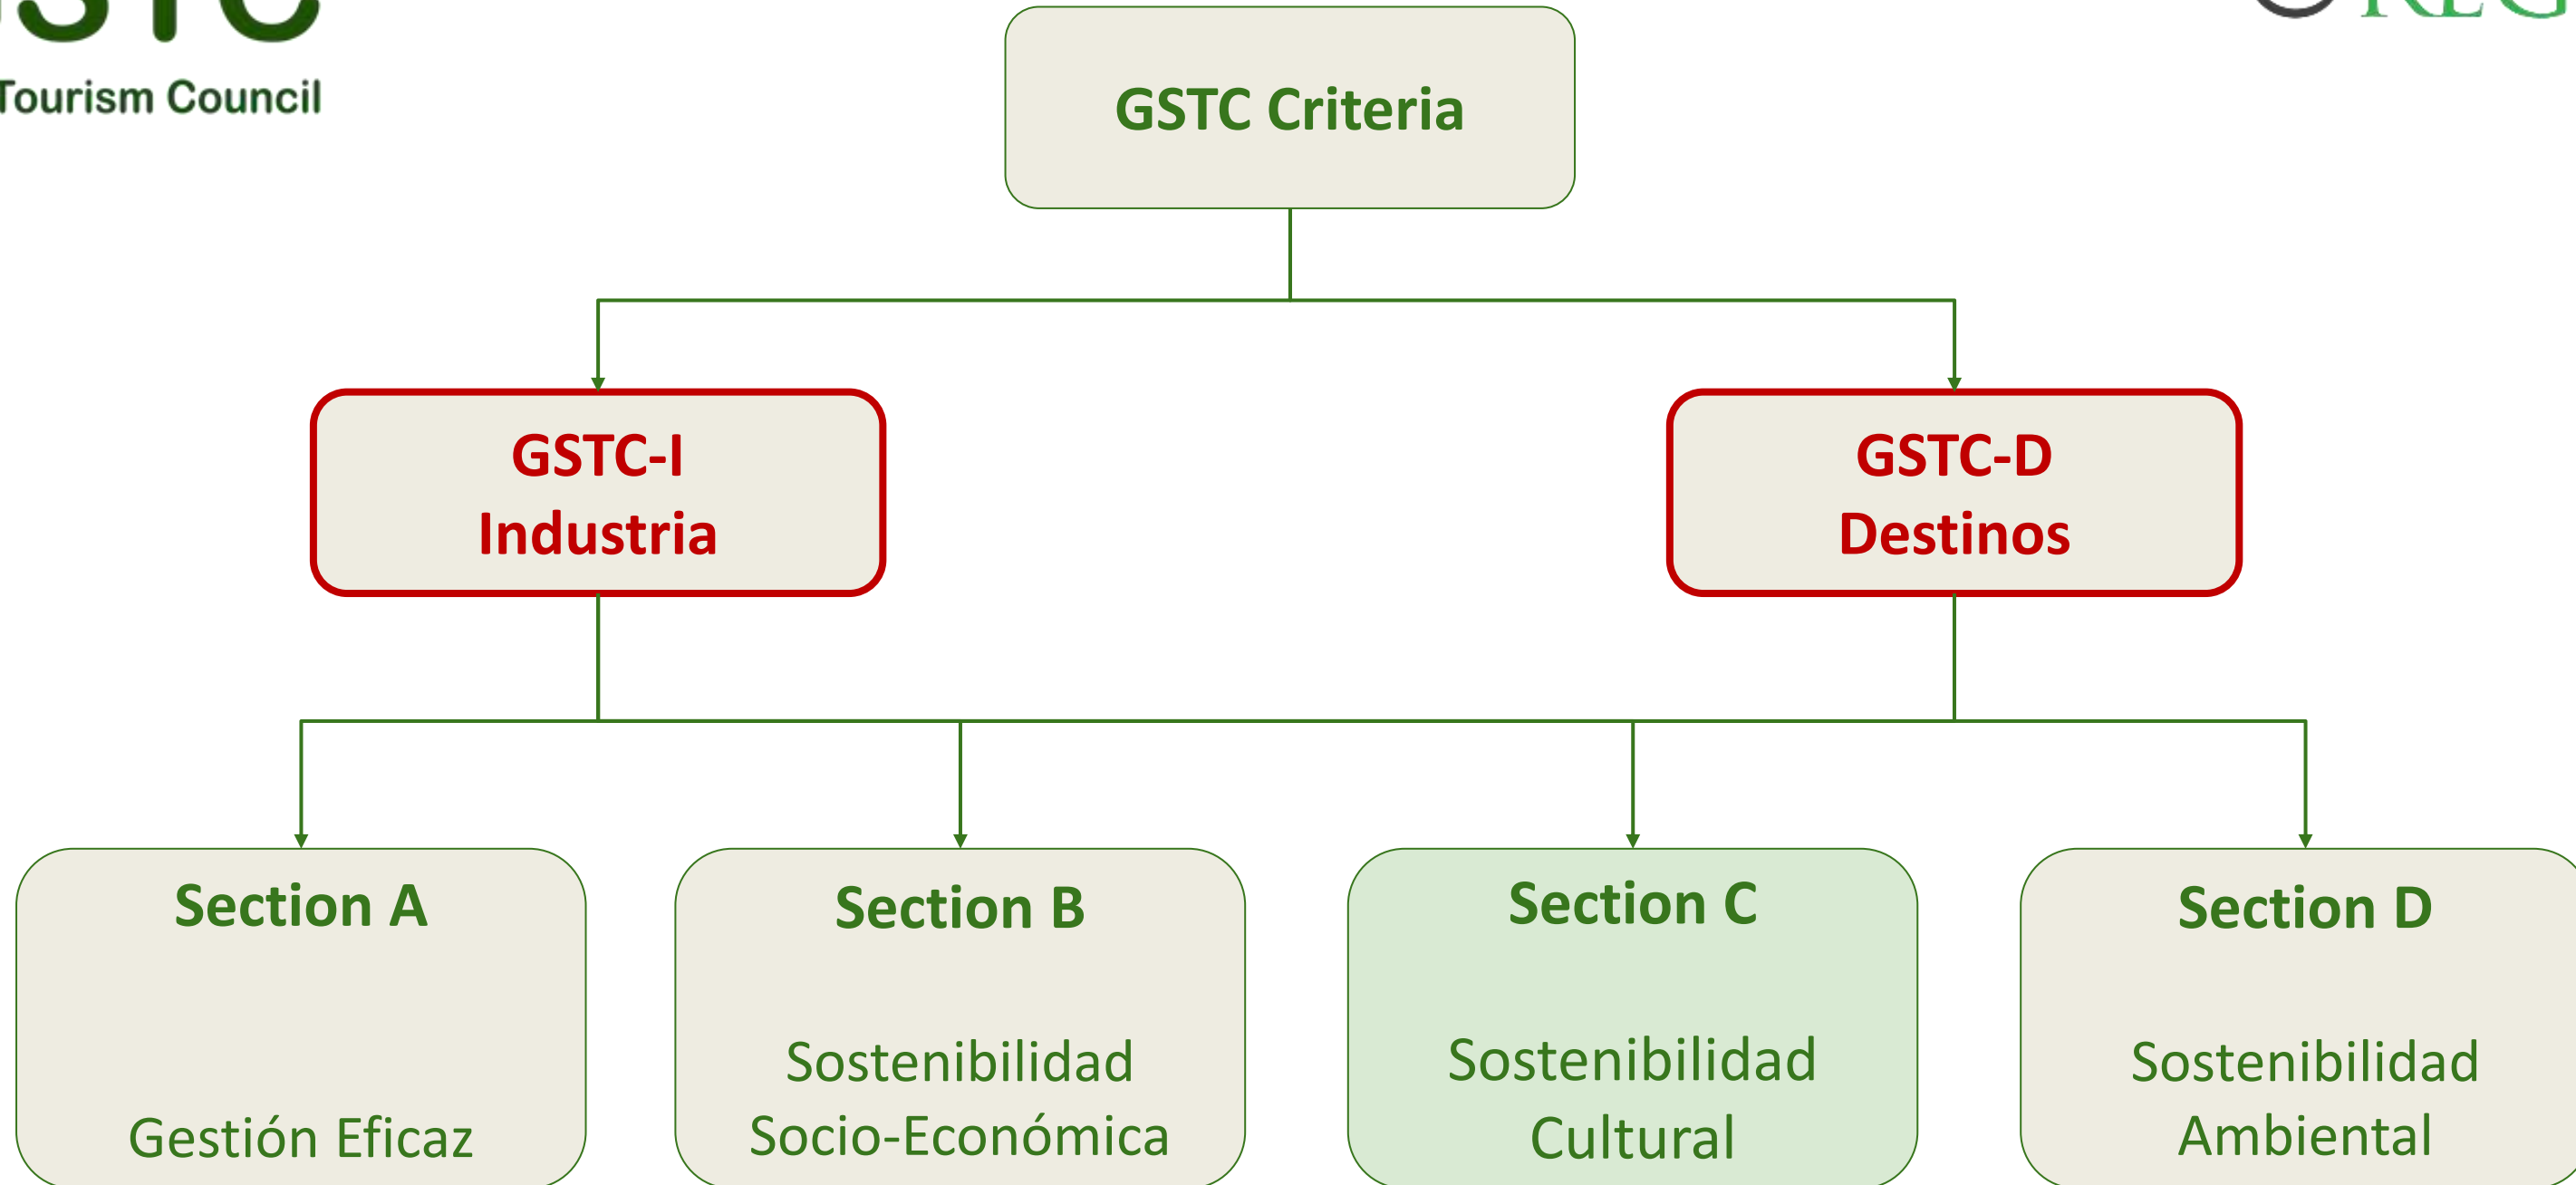 Tourism Council
GSTC Criteria
GSTC-I
Industria
GSTC-D
Destinos
Section A
Gestión Eficaz
Section B
Sostenibilidad
Socio-Económica
Section C
Sostenibilidad
Cultural
Section D
Sostenibilidad
Ambiental